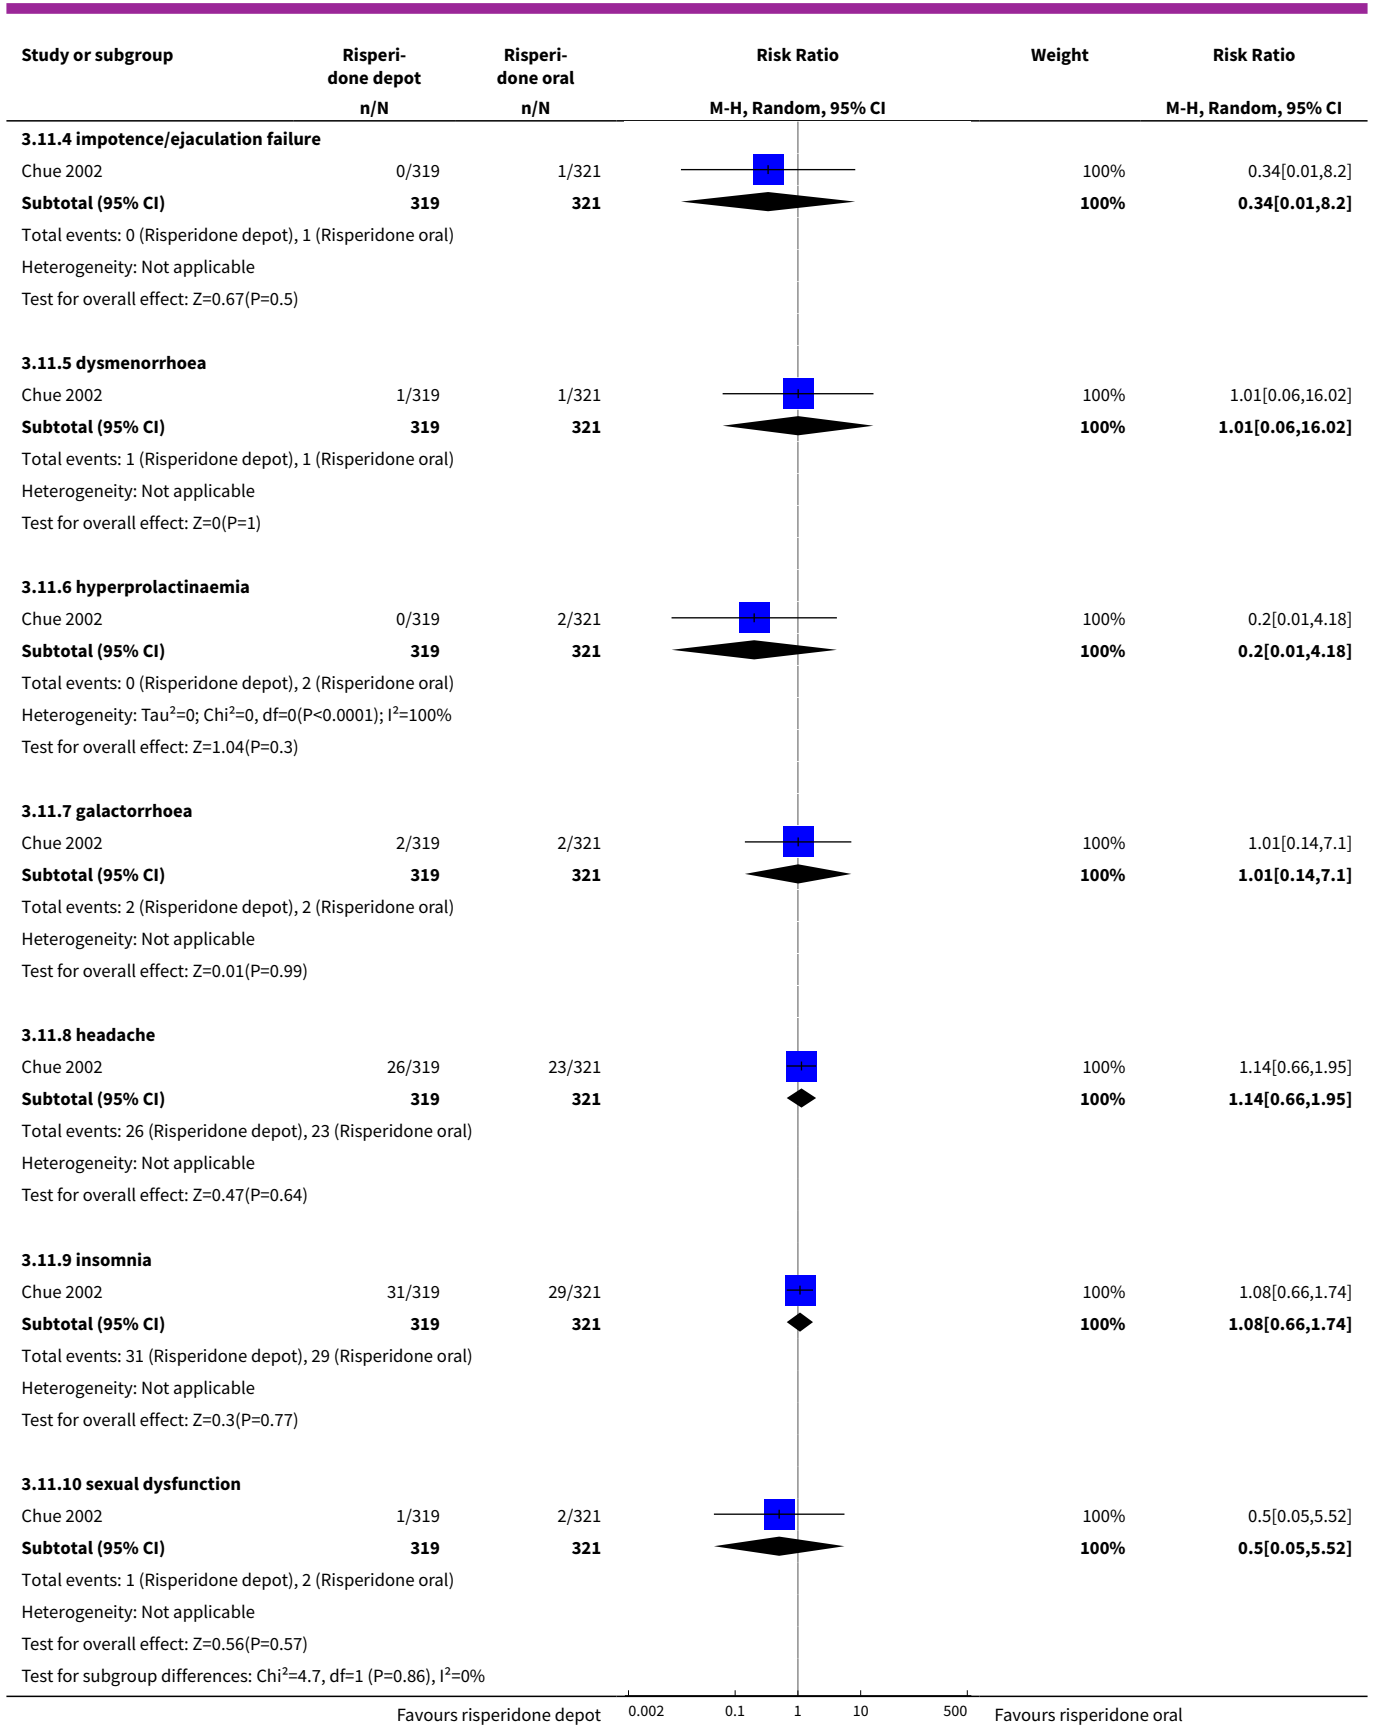 Study or subgroup Risperi-done depot Risperi-done oral Risk Ratio Weight Risk Ratio
n/N n/N M-H, Random, 95% CI M-H, Random, 95% CI
3.11.4 impotence/ejaculation failure
Chue 2002 0/319 1/321 100% 0.34[0.01,8.2]
Subtotal (95% CI) 319 321 100% 0.34[0.01,8.2]
Total events: 0 (Risperidone depot), 1 (Risperidone oral)
Heterogeneity: Not applicable
Test for overall effect: Z=0.67(P=0.5)
3.11.5 dysmenorrhoea
Chue 2002 1/319 1/321 100% 1.01[0.06,16.02]
Subtotal (95% CI) 319 321 100% 1.01[0.06,16.02]
Total events: 1 (Risperidone depot), 1 (Risperidone oral)
Heterogeneity: Not applicable
Test for overall effect: Z=0(P=1)
3.11.6 hyperprolactinaemia
Chue 2002 0/319 2/321 100% 0.2[0.01,4.18]
Subtotal (95% CI) 319 321 100% 0.2[0.01,4.18]
Total events: 0 (Risperidone depot), 2 (Risperidone oral)
Heterogeneity: Tau²=0; Chi²=0, df=0(P<0.0001); I²=100%
Test for overall effect: Z=1.04(P=0.3)
3.11.7 galactorrhoea
Chue 2002 2/319 2/321 100% 1.01[0.14,7.1]
Subtotal (95% CI) 319 321 100% 1.01[0.14,7.1]
Total events: 2 (Risperidone depot), 2 (Risperidone oral)
Heterogeneity: Not applicable
Test for overall effect: Z=0.01(P=0.99)
3.11.8 headache
Chue 2002 26/319 23/321 100% 1.14[0.66,1.95]
Subtotal (95% CI) 319 321 100% 1.14[0.66,1.95]
Total events: 26 (Risperidone depot), 23 (Risperidone oral)
Heterogeneity: Not applicable
Test for overall effect: Z=0.47(P=0.64)
3.11.9 insomnia
Chue 2002 31/319 29/321 100% 1.08[0.66,1.74]
Subtotal (95% CI) 319 321 100% 1.08[0.66,1.74]
Total events: 31 (Risperidone depot), 29 (Risperidone oral)
Heterogeneity: Not applicable
Test for overall effect: Z=0.3(P=0.77)
3.11.10 sexual dysfunction
Chue 2002 1/319 2/321 100% 0.5[0.05,5.52]
Subtotal (95% CI) 319 321 100% 0.5[0.05,5.52]
Total events: 1 (Risperidone depot), 2 (Risperidone oral)
Heterogeneity: Not applicable
Test for overall effect: Z=0.56(P=0.57)
Test for subgroup differences: Chi²=4.7, df=1 (P=0.86), I²=0%
Favours risperidone depot 0.002 0.1 1 10 500 Favours risperidone oral